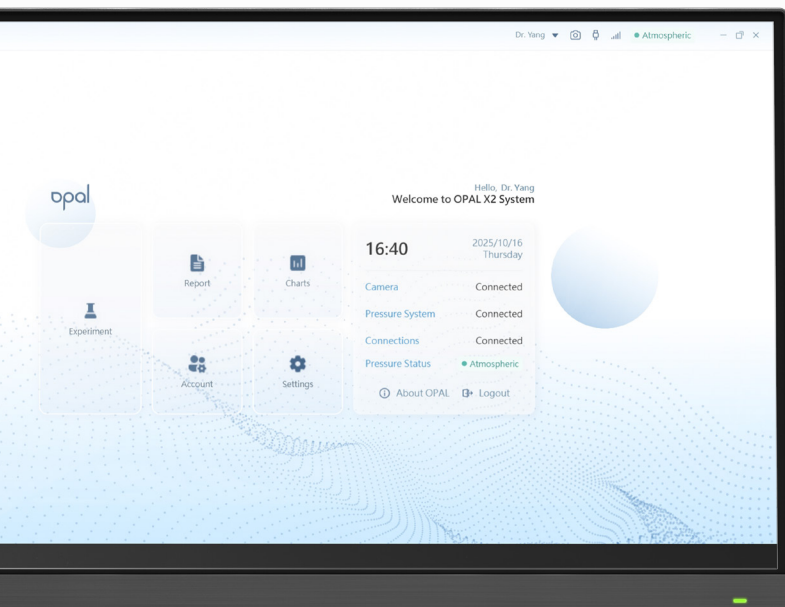 Dr. Yang
Atmospheric
opal
Hello, Dr. Yang
Welcome to OPAL X2 System
16:40
2025/10/16
Thursday
Experiment
Report
Charts
Account
Settings
Camera Connected
Pressure System Connected
Connections Connected
Pressure Status Atmospheric
About OPAL Logout